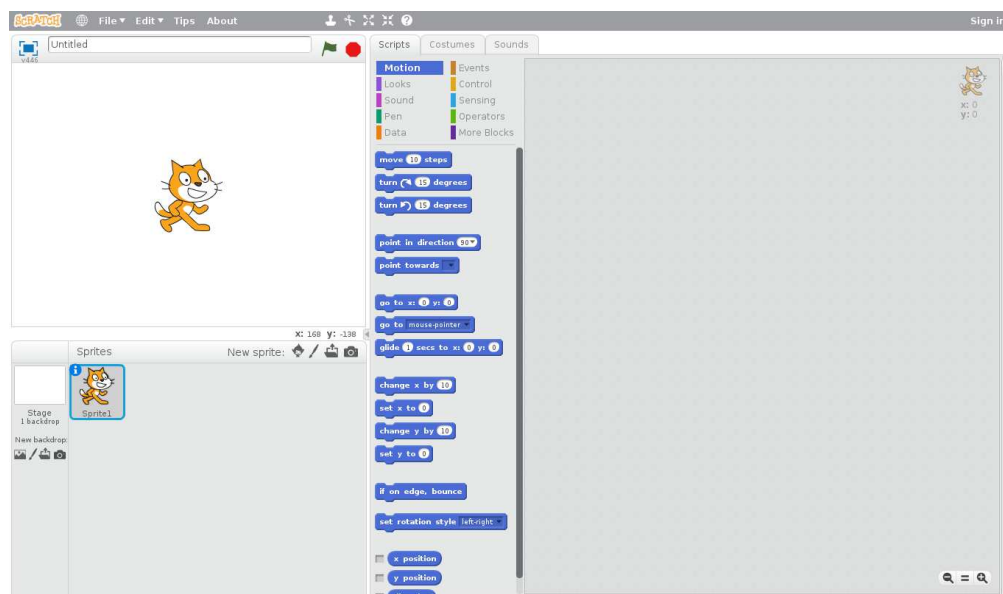 SCRATCH File Edit Tips About Sign in
Untitled
v446
X: 168 Y: -138
Sprites New sprite:
Stage
1 backdrop
Sprite1
New backdrop:
Scripts Costumes Sounds
Motion Events
Looks Control
Sound Sensing
Pen Operators
Data More Blocks
move 10 steps
turn 15 degrees
turn 15 degrees
point in direction 90
point towards
go to x: 0 y: 0
go to mouse-pointer
glide 1 secs to x: 0 y: 0
change x by 10
set x to 0
change y by 10
set y to 0
if on edge, bounce
set rotation style left-right
x position
y position
x: 0
y: 0